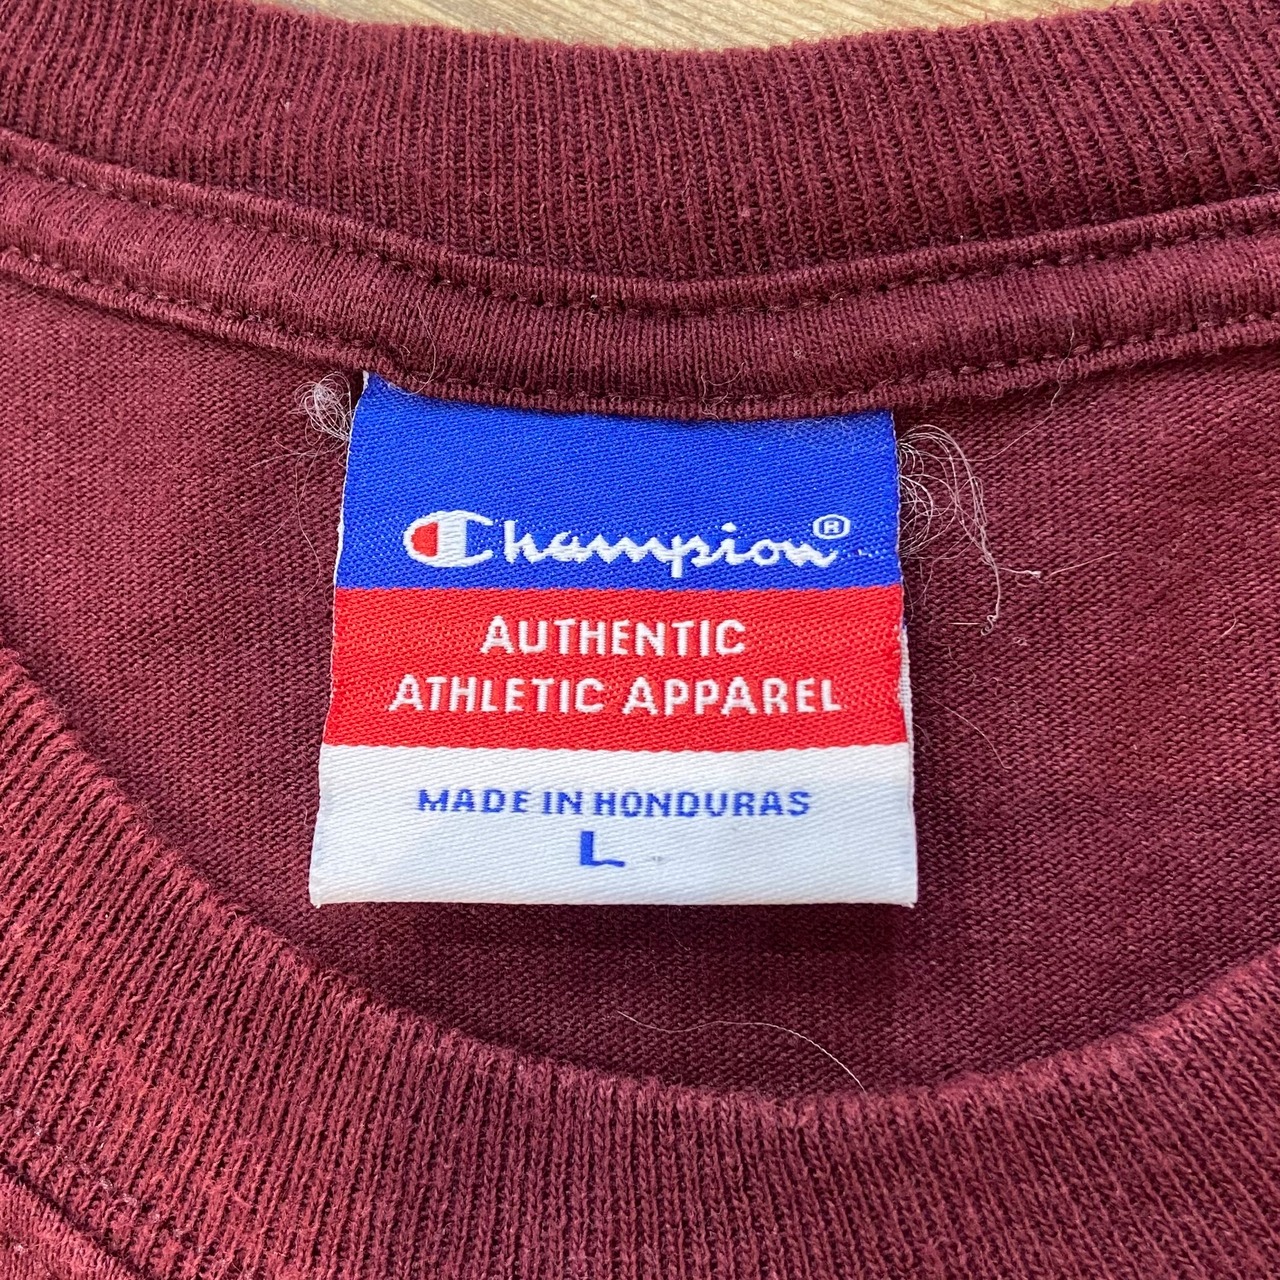 Champion®
AUTHENTIC
ATHLETIC APPAREL
MADE IN HONDURAS
L